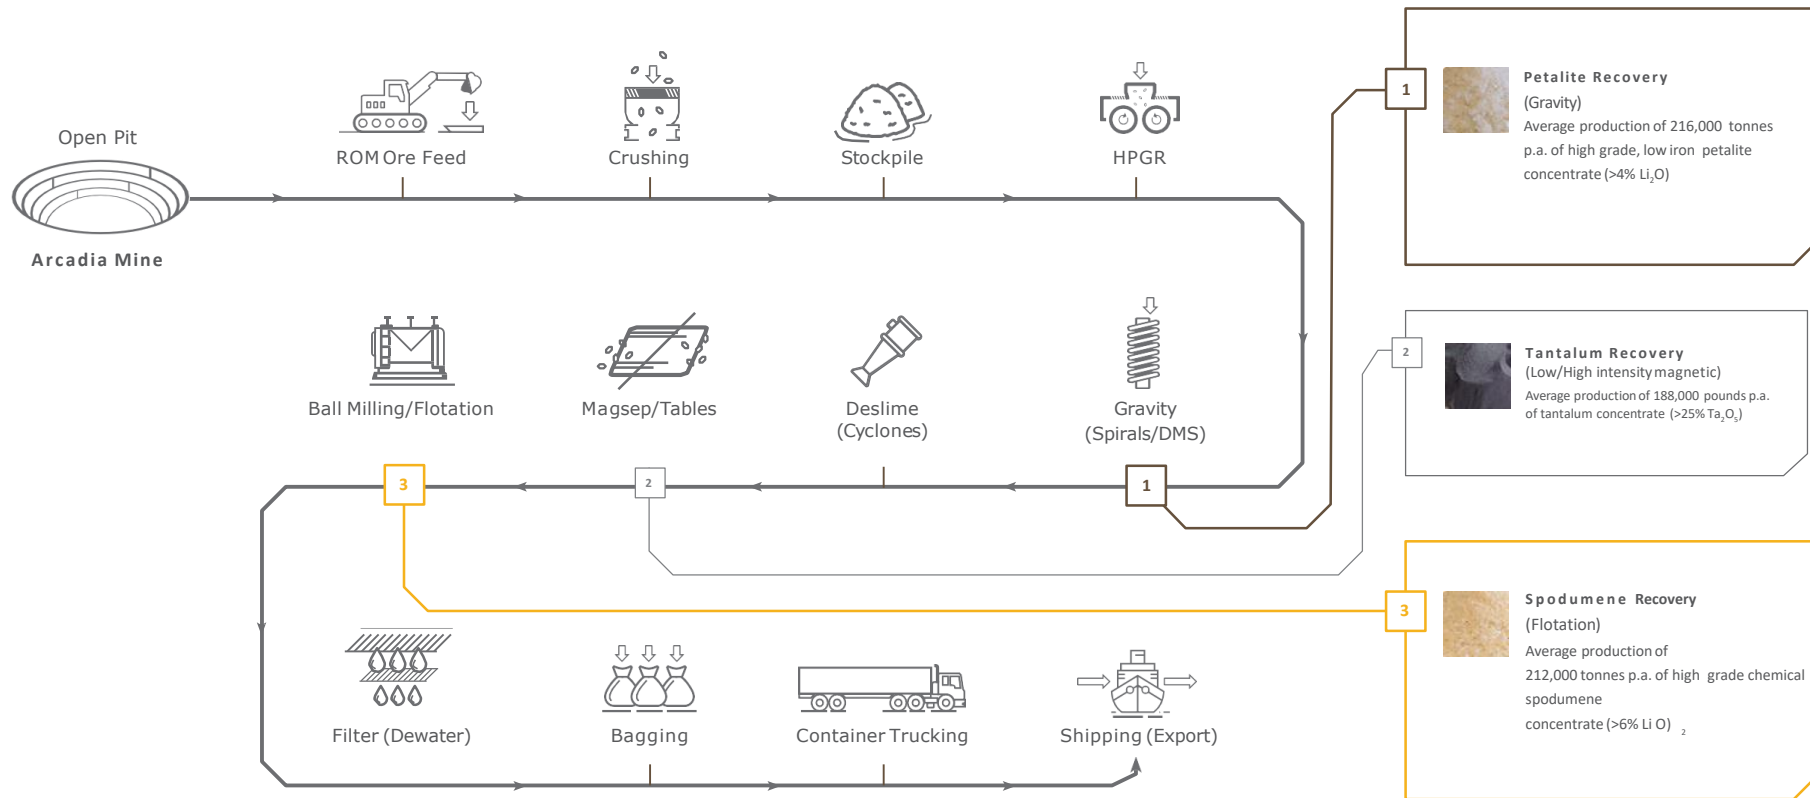 Open Pit
Arcadia Mine
ROM Ore Feed
Crushing
Stockpile
HPGR
Ball Milling/Flotation
Magsep/Tables
Deslime
(Cyclones)
Gravity
(Spirals/DMS)
3
2
1
Filter (Dewater)
Bagging
Container Trucking
Shipping (Export)
1
Petalite Recovery
(Gravity)
Average production of 216,000 tonnes
p.a. of high grade, low iron petalite
concentrate (>4% Li₂O)
2
Tantalum Recovery
(Low/High intensity magnetic)
Average production of 188,000 pounds p.a.
of tantalum concentrate (>25% Ta₂O₅)
3
Spodumene Recovery
(Flotation)
Average production of
212,000 tonnes p.a. of high grade chemical
spodumene
concentrate (>6% Li O) ₂